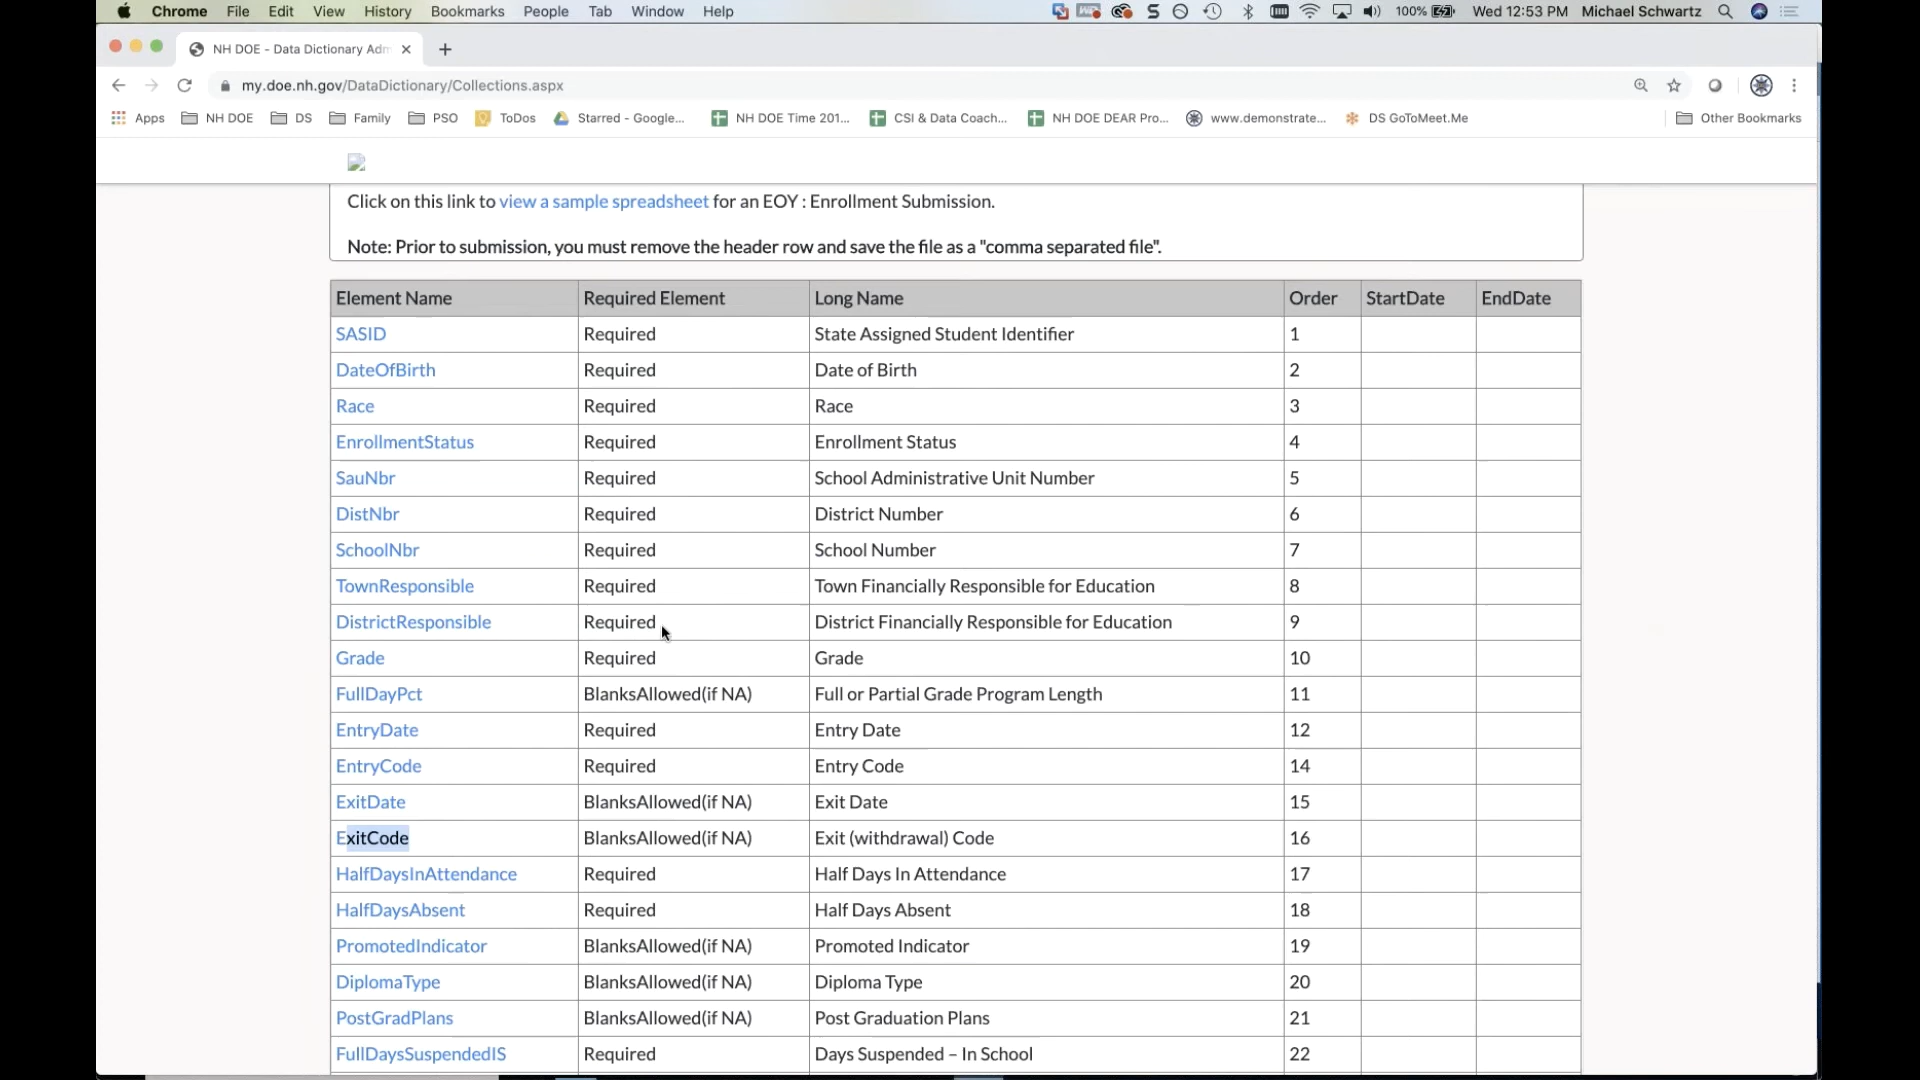 Chrome File Edit View History Bookmarks People Tab Window Help 100% Wed 12:53 PM Michael Schwartz
NH DOE - Data Dictionary Adm
my.doe.nh.gov/DataDictionary/Collections.aspx
Apps NH DOE DS Family PSO ToDos Starred - Google... NH DOE Time 201... CSI & Data Coach... NH DOE DEAR Pro... www.demonstrate... DS GoToMeet.Me Other Bookmarks
Click on this link to view a sample spreadsheet for an EOY : Enrollment Submission.
Note: Prior to submission, you must remove the header row and save the file as a "comma separated file".
Element Name Required Element Long Name Order StartDate EndDate
SASID Required State Assigned Student Identifier 1
DateOfBirth Required Date of Birth 2
Race Required Race 3
EnrollmentStatus Required Enrollment Status 4
SauNbr Required School Administrative Unit Number 5
DistNbr Required District Number 6
SchoolNbr Required School Number 7
TownResponsible Required Town Financially Responsible for Education 8
DistrictResponsible Required District Financially Responsible for Education 9
Grade Required Grade 10
FullDayPct BlanksAllowed(if NA) Full or Partial Grade Program Length 11
EntryDate Required Entry Date 12
EntryCode Required Entry Code 14
ExitDate BlanksAllowed(if NA) Exit Date 15
ExitCode BlanksAllowed(if NA) Exit (withdrawal) Code 16
HalfDaysInAttendance Required Half Days In Attendance 17
HalfDaysAbsent Required Half Days Absent 18
PromotedIndicator BlanksAllowed(if NA) Promoted Indicator 19
DiplomaType BlanksAllowed(if NA) Diploma Type 20
PostGradPlans BlanksAllowed(if NA) Post Graduation Plans 21
FullDaysSuspendedIS Required Days Suspended – In School 22